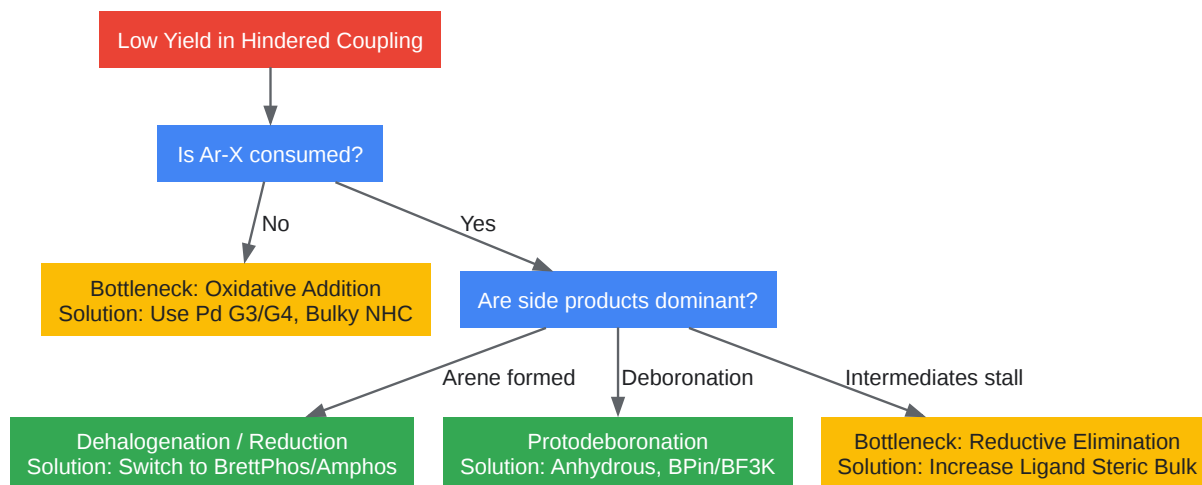 Low Yield in Hindered Coupling
Is Ar-X consumed?
No
Yes
Bottleneck: Oxidative Addition
Solution: Use Pd G3/G4, Bulky NHC
Are side products dominant?
Arene formed
Deboronation
Intermediates stall
Dehalogenation / Reduction
Solution: Switch to BrettPhos/Amphos
Protodeboronation
Solution: Anhydrous, BPin/BF3K
Bottleneck: Reductive Elimination
Solution: Increase Ligand Steric Bulk